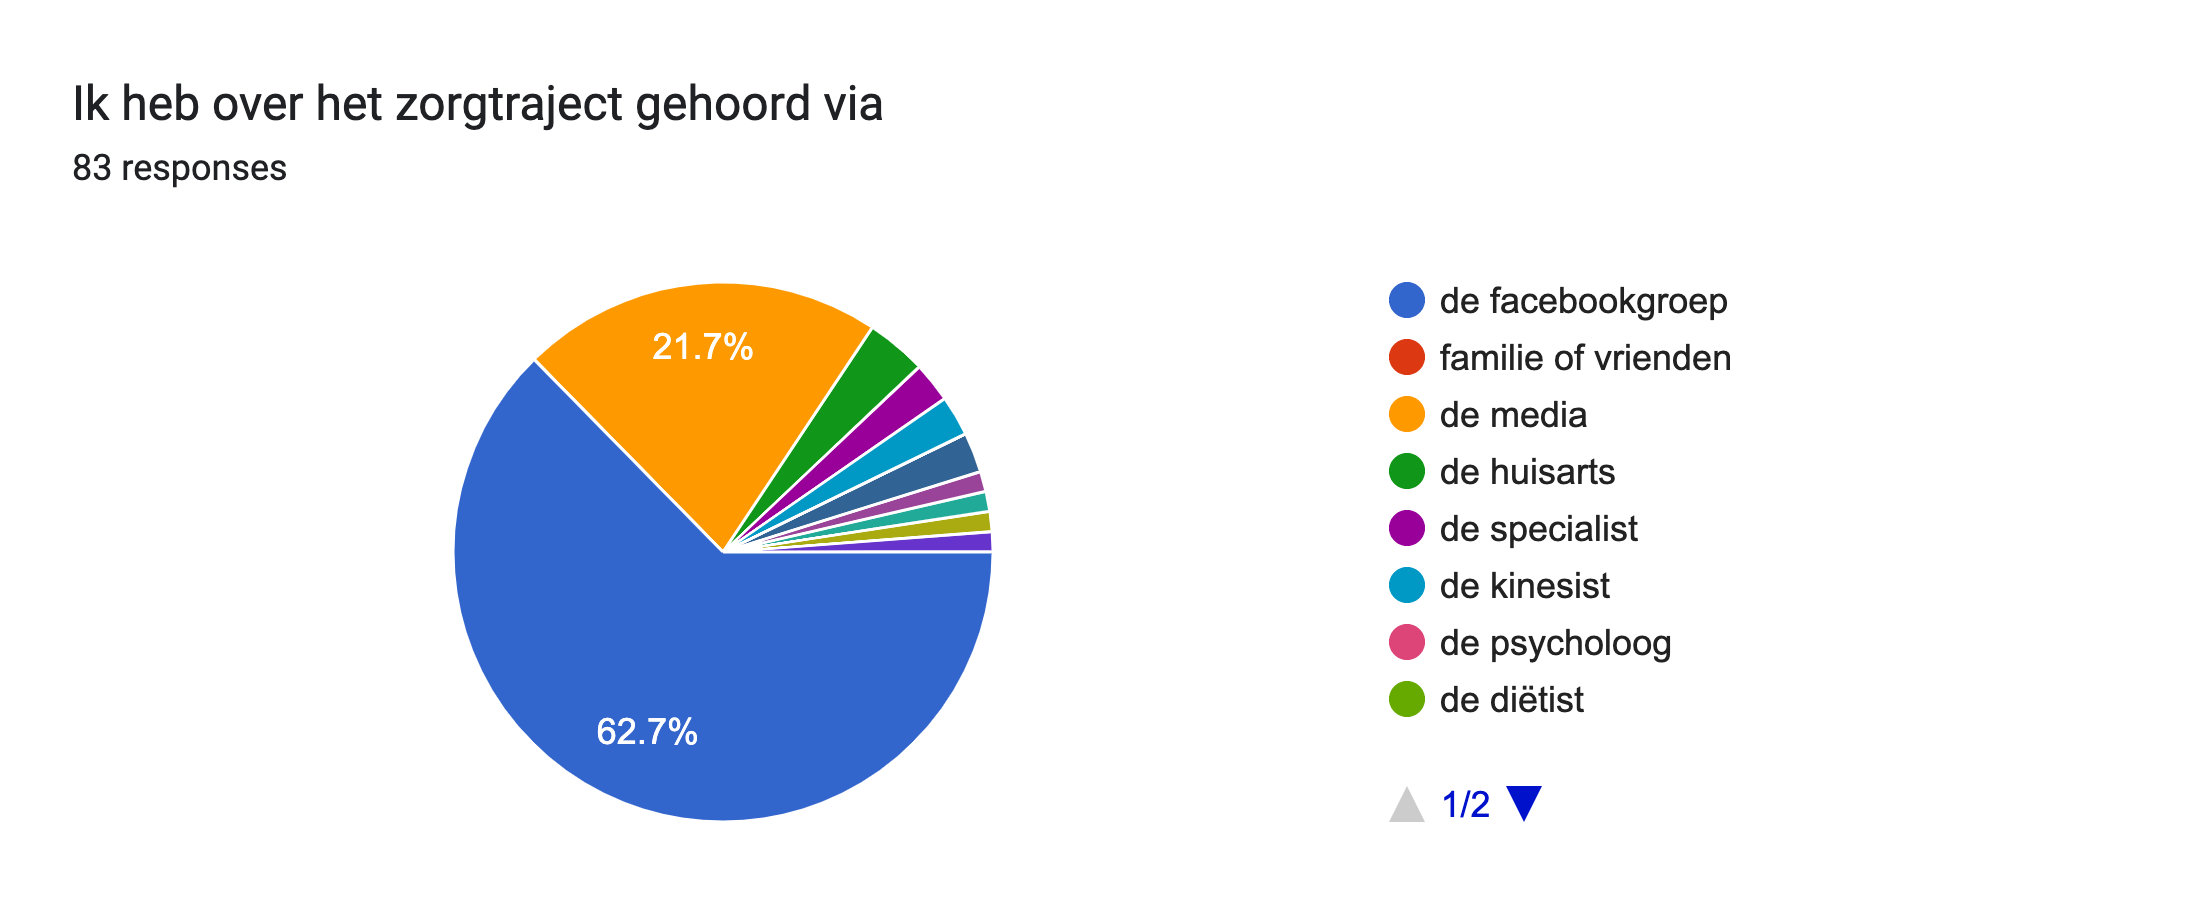 Ik heb over het zorgtraject gehoord via
83 responses
21.7%
62.7%
de facebookgroep
familie of vrienden
de media
de huisarts
de specialist
de kinesist
de psycholoog
de diëtist
1/2